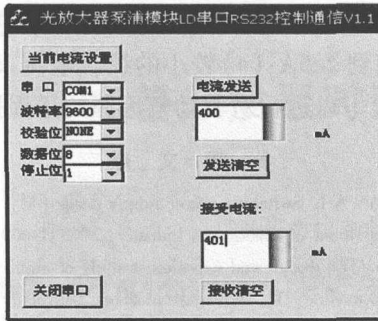 光放大器泵浦模块LD串口RS232控制通信V1.1
当前电流设置
串 口 COM1
波特率 9600
校验位 NONE
数据位 8
停止位 1
电流发送
400
mA
发送清空
接受电流:
401
mA
关闭串口
接收清空